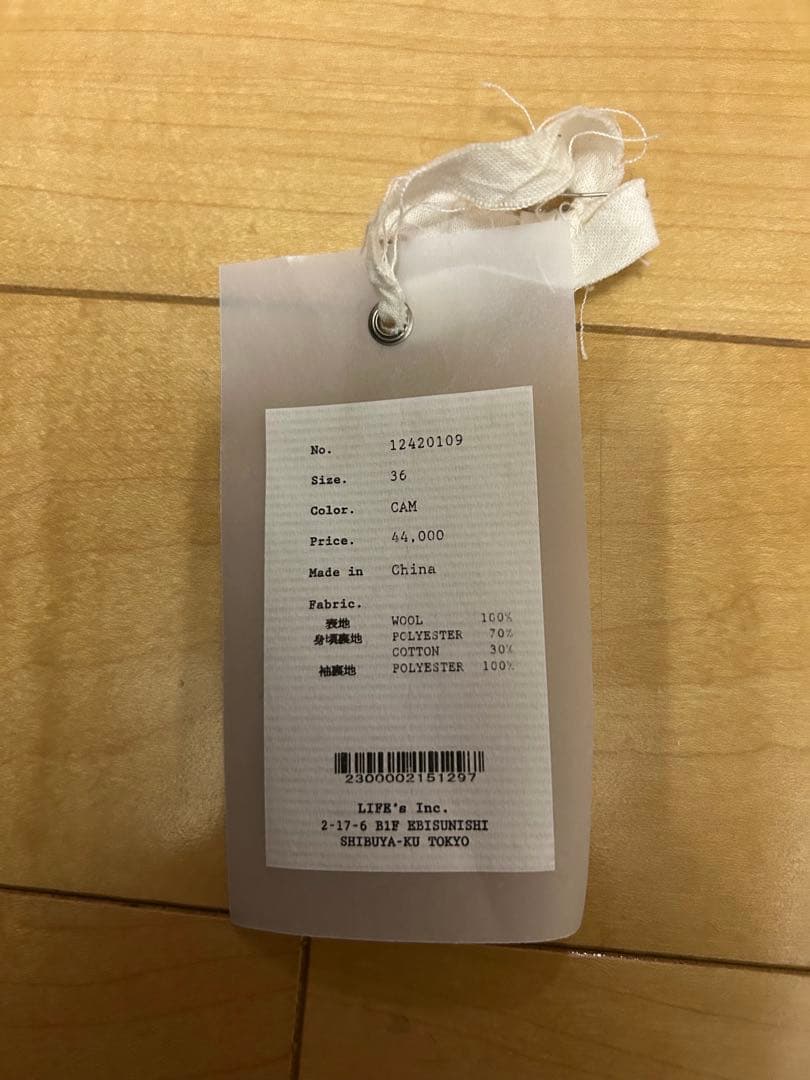 No. 12420109
Size. 36
Color. CAM
Price. 44,000
Made in China
Fabric.
表地 WOOL 100%
身頃裏地 POLYESTER 70%
COTTON 30%
袖裏地 POLYESTER 100%
2300002151297
LIFE's Inc.
2-17-6 B1F EBISUNISHI
SHIBUYA-KU TOKYO